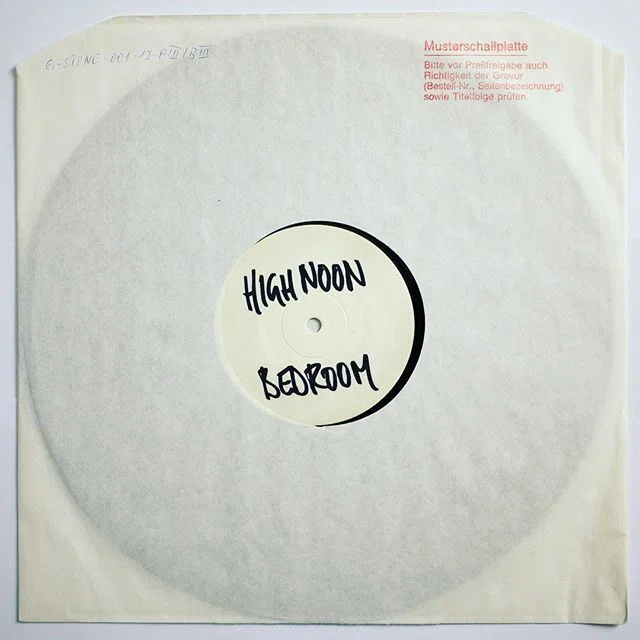 G-STONE-001-12-A III / B III
Musterschallplatte
Bitte vor Preßfreigabe auch
Richtigkeit der Gravur
(Bestell-Nr., Seitenbezeichnung)
sowie Titelfolge prüfen.
HIGH NOON
BEDROOM